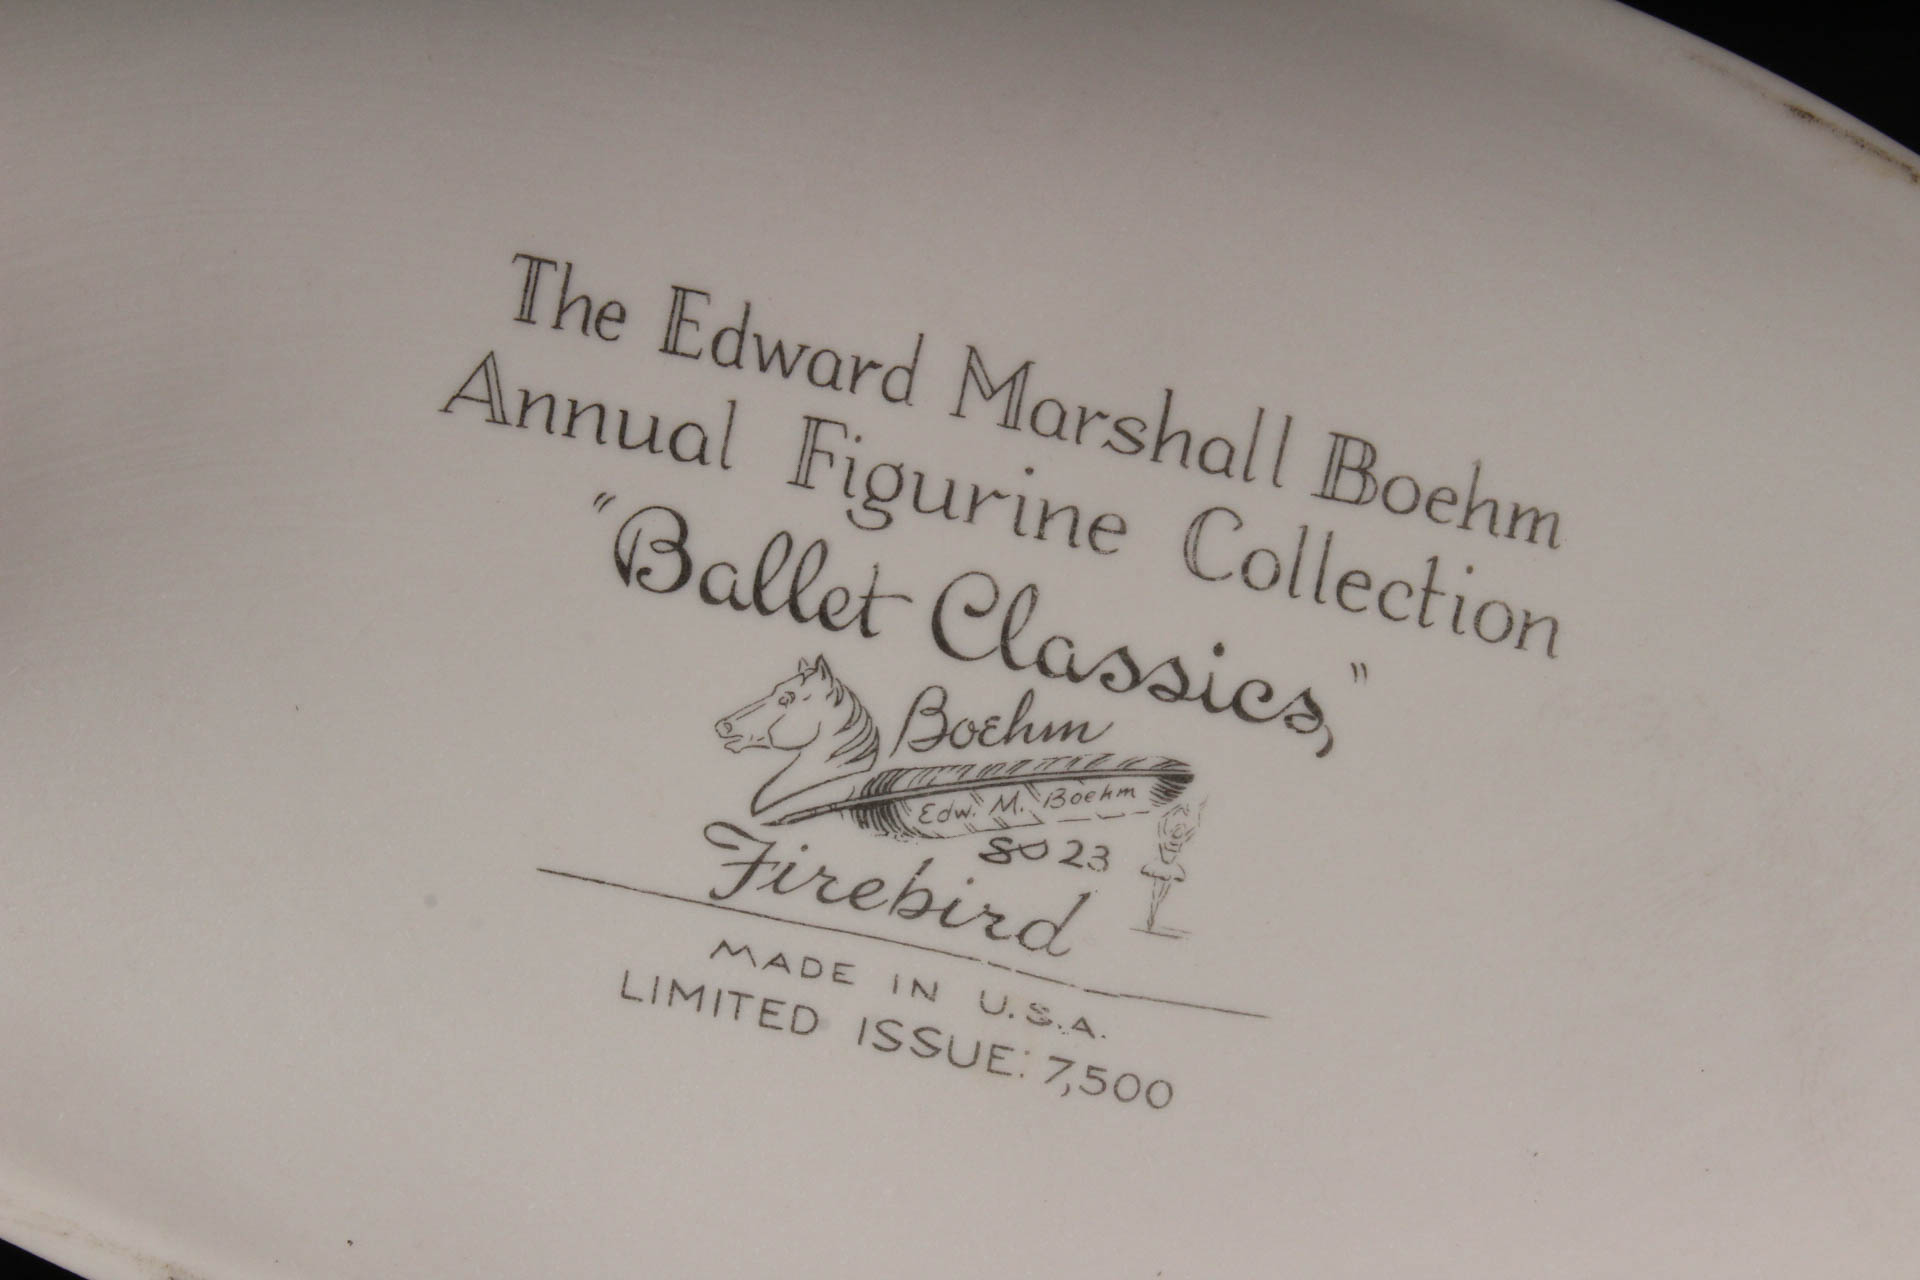 The Edward Marshall Boehm
Annual Figurine Collection
"Ballet Classics,"
Boehm
Edw. M. Boehm
23
Firebird
MADE IN U.S.A.
LIMITED ISSUE: 7,500